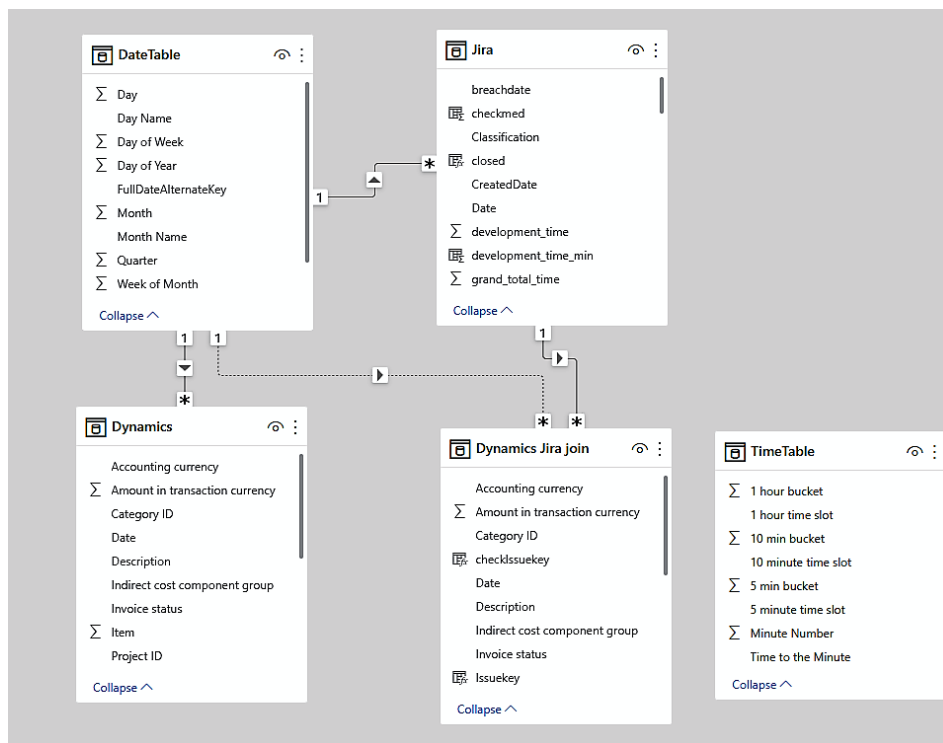 DateTable
Day
Day Name
Day of Week
Day of Year
FullDateAlternateKey
Month
Month Name
Quarter
Week of Month
Collapse
Jira
breachdate
checkmed
Classification
closed
CreatedDate
Date
development_time
development_time_min
grand_total_time
Collapse
1
*
1
1
1
*
*
*
Dynamics
Accounting currency
Amount in transaction currency
Category ID
Date
Description
Indirect cost component group
Invoice status
Item
Project ID
Collapse
Dynamics Jira join
Accounting currency
Amount in transaction currency
Category ID
checkIssuekey
Date
Description
Indirect cost component group
Invoice status
Issuekey
Collapse
TimeTable
1 hour bucket
1 hour time slot
10 min bucket
10 minute time slot
5 min bucket
5 minute time slot
Minute Number
Time to the Minute
Collapse